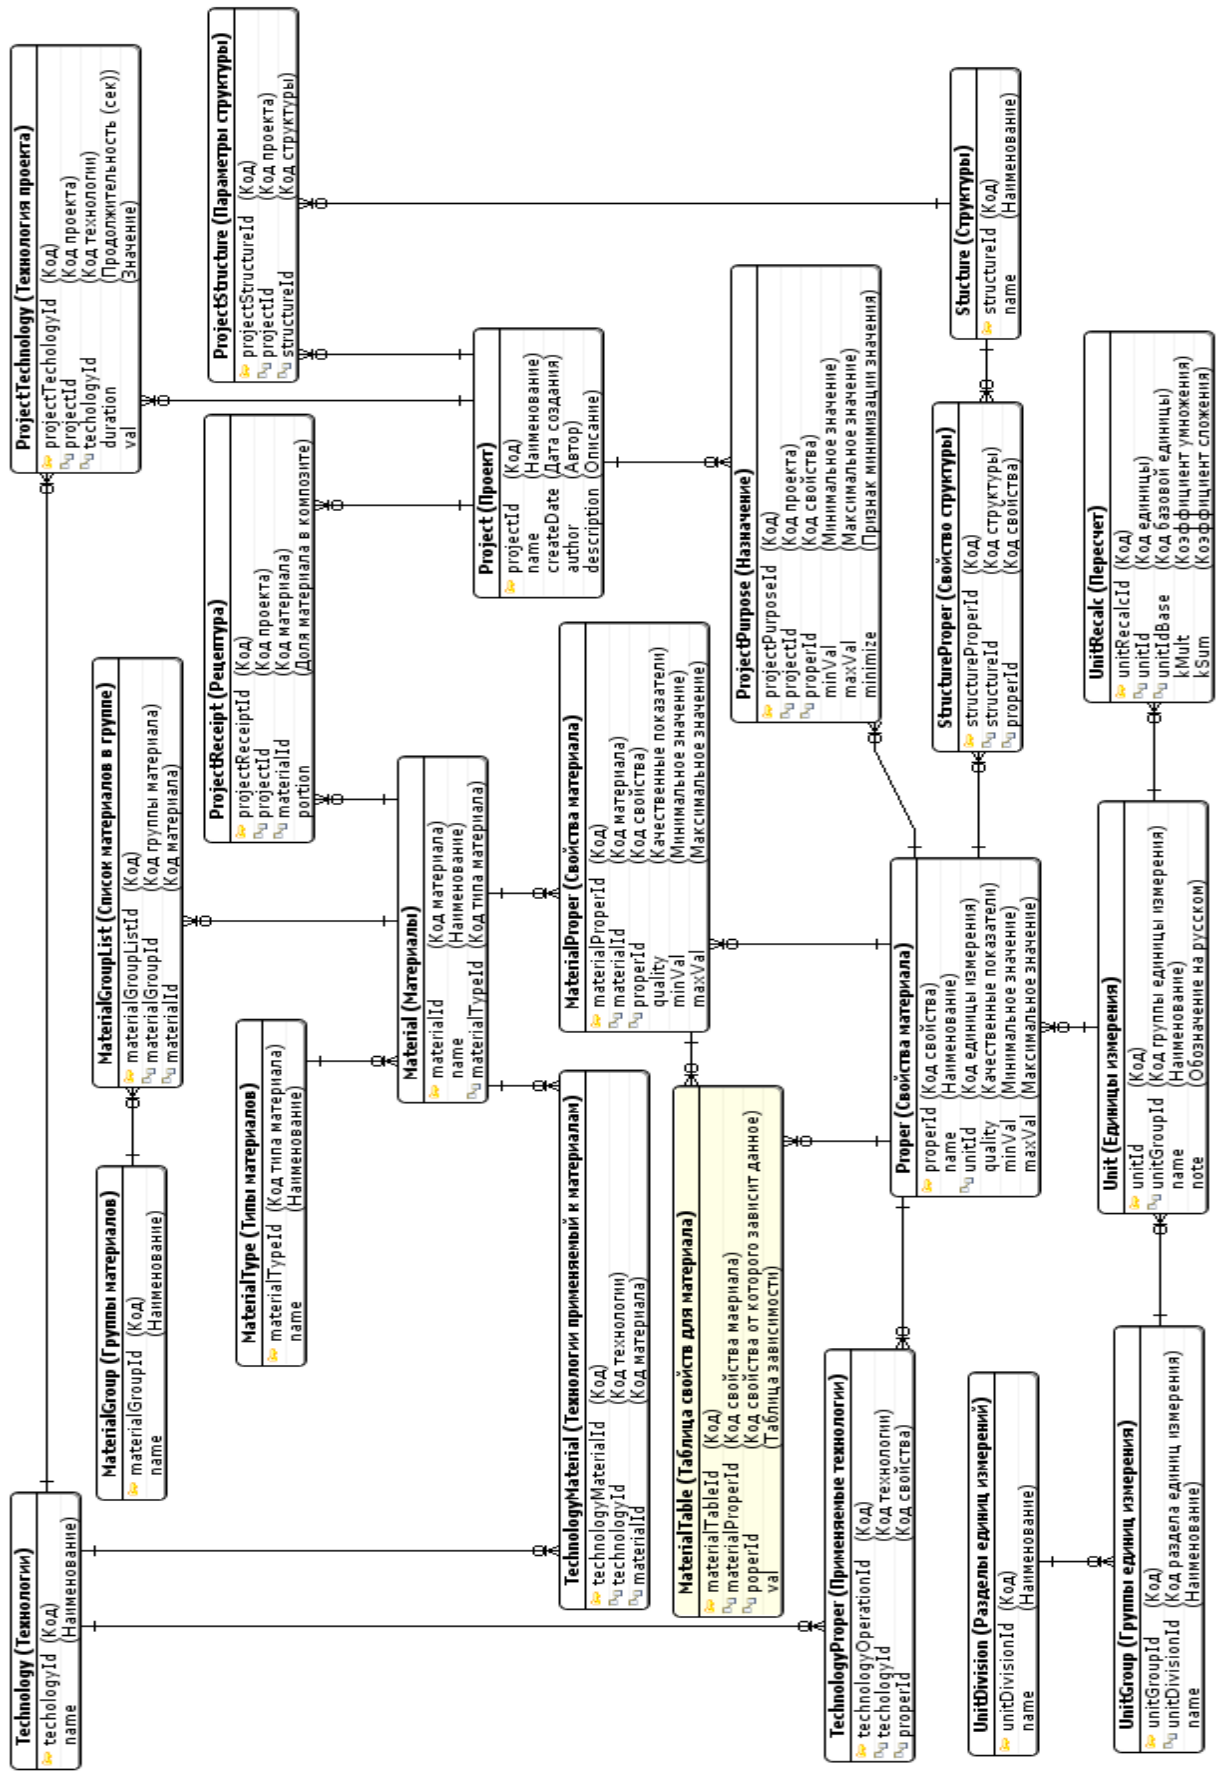 Technology (Технологии)
techologyId (Код)
name (Наименование)
ProjectTechnology (Технология проекта)
projectTechologyId (Код)
projectId (Код проекта)
techologyId (Код технологии)
duration (Продолжительность (сек))
val (Значение)
MaterialGroup (Группы материалов)
materialGroupId (Код)
name (Наименование)
MaterialGroupList (Список материалов в группе)
materialGroupListId (Код)
materialGroupId (Код группы материала)
materialId (Код материала)
ProjectStructure (Параметры структуры)
projectStructureId (Код)
projectId (Код проекта)
structureId (Код структуры)
ProjectReceipt (Рецептура)
projectReceiptId (Код)
projectId (Код проекта)
materialId (Код материала)
portion (Доля материала в композите)
MaterialType (Типы материалов)
materialTypeId (Код типа материала)
name (Наименование)
Material (Материалы)
materialId (Код материала)
name (Наименование)
materialTypeId (Код типа материала)
Project (Проект)
projectId (Код)
name (Наименование)
createDate (Дата создания)
author (Автор)
description (Описание)
TechnologyMaterial (Технологии применяемый к материалам)
technologyMaterialId (Код)
technologyId (Код технологии)
materialId (Код материала)
MaterialProper (Свойства материала)
materialProperId (Код)
materialId (Код материала)
properId (Код свойства)
quality (Качественные показатели)
minVal (Минимальное значение)
maxVal (Максимальное значение)
MaterialTable (Таблица свойств для материала)
materialTableId (Код)
materialProperId (Код свойства маериала)
poperId (Код свойства от которого зависит данное)
val (Таблица зависимости)
ProjectPurpose (Назначение)
projectPurposeId (Код)
projectId (Код проекта)
properId (Код свойства)
minVal (Минимальное значение)
maxVal (Максимальное значение)
minimize (Признак минимизации значения)
TechnologyProper (Применяемые технологии)
technologyOperationId (Код)
techologyId (Код технологии)
properId (Код свойства)
Proper (Свойства материала)
properId (Код свойства)
name (Наименование)
unitId (Код единицы измерения)
quality (Качественные показатели)
minVal (Минимальное значение)
maxVal (Максимальное значение)
StructureProper (Свойство структуры)
structureProperId (Код)
structureId (Код структуры)
properId (Код свойства)
Stucture (Структуры)
structureId (Код)
name (Наименование)
UnitDivision (Разделы единиц измерений)
unitDivisionId (Код)
name (Наименование)
UnitGroup (Группы единиц измерения)
unitGroupId (Код)
unitDivisionId (Код раздела единиц измерения)
name (Наименование)
Unit (Единицы измерения)
unitId (Код)
unitGroupId (Код группы единицы измерения)
name (Наименование)
note (Обозначение на русском)
UnitRecalc (Пересчет)
unitRecalcId (Код)
unitId (Код единицы)
unitIdBase (Код базовой единицы)
kMult (Коэффициент умножения)
kSum (Коэффициент сложения)